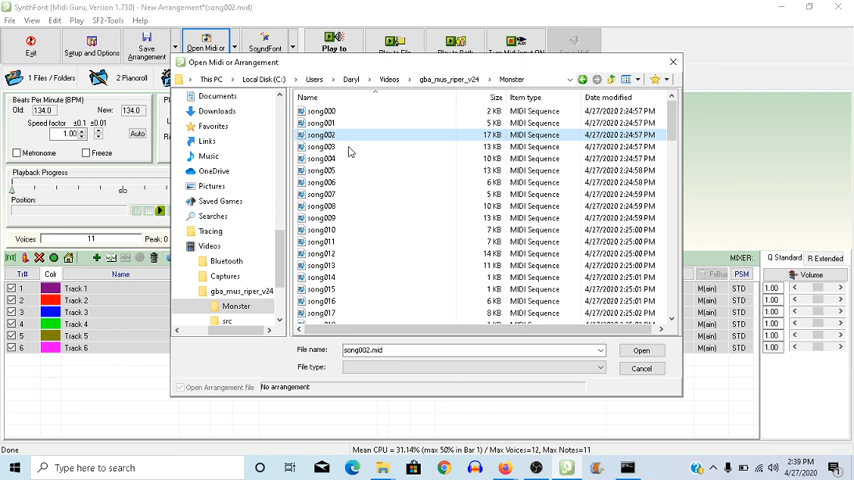 SynthFont [Midi Guru, Version 1.730] - New Arrangement*(song002.mid)
File View Edit Play SF2-Tools Help
Exit
Setup and Options
Save Arrangement
Open Midi or
SoundFont
Play to
1 Files / Folders
2 Pianoroll
Beats Per Minute (BPM)
Old: 134.0 New: 134.0
Speed factor ±0.1 ±0.01
1.00 Auto
Metronome Freeze
Playback Progress
Position:
Voices 11 Peak: 0
Tr# Colr Name
1 Track 1
2 Track 2
3 Track 3
4 Track 4
5 Track 5
6 Track 6
Open Midi or Arrangement
This PC > Local Disk (C:) > Users > Daryl > Videos > gba_mus_riper_v24 > Monster
Documents
Downloads
Favorites
Links
Music
OneDrive
Pictures
Saved Games
Searches
Tracing
Videos
Bluetooth
Captures
gba_mus_riper_v24
Monster
src
Name Size Item type Date modified
song000 2 KB MIDI Sequence 4/27/2020 2:24:57 PM
song001 5 KB MIDI Sequence 4/27/2020 2:24:57 PM
song002 17 KB MIDI Sequence 4/27/2020 2:24:57 PM
song003 13 KB MIDI Sequence 4/27/2020 2:24:57 PM
song004 10 KB MIDI Sequence 4/27/2020 2:24:57 PM
song005 13 KB MIDI Sequence 4/27/2020 2:24:58 PM
song006 6 KB MIDI Sequence 4/27/2020 2:24:58 PM
song007 5 KB MIDI Sequence 4/27/2020 2:24:59 PM
song008 10 KB MIDI Sequence 4/27/2020 2:24:59 PM
song009 13 KB MIDI Sequence 4/27/2020 2:24:59 PM
song010 7 KB MIDI Sequence 4/27/2020 2:25:00 PM
song011 7 KB MIDI Sequence 4/27/2020 2:25:00 PM
song012 14 KB MIDI Sequence 4/27/2020 2:25:00 PM
song013 11 KB MIDI Sequence 4/27/2020 2:25:00 PM
song014 1 KB MIDI Sequence 4/27/2020 2:25:01 PM
song015 1 KB MIDI Sequence 4/27/2020 2:25:01 PM
song016 6 KB MIDI Sequence 4/27/2020 2:25:01 PM
song017 8 KB MIDI Sequence 4/27/2020 2:25:02 PM
File name: song002.mid Open
File type: Cancel
Open Arrangement file No arrangement
MIXER: Q Standard R Extended
PSM Volume
M(ain) STD 1.00
M(ain) STD 1.00
M(ain) STD 1.00
M(ain) STD 1.00
M(ain) STD 1.00
M(ain) STD 1.00
Done Mean CPU = 31.14% (max 50% in Bar 1) / Max Voices=12, Max Notes=11
Type here to search
2:39 PM
4/27/2020